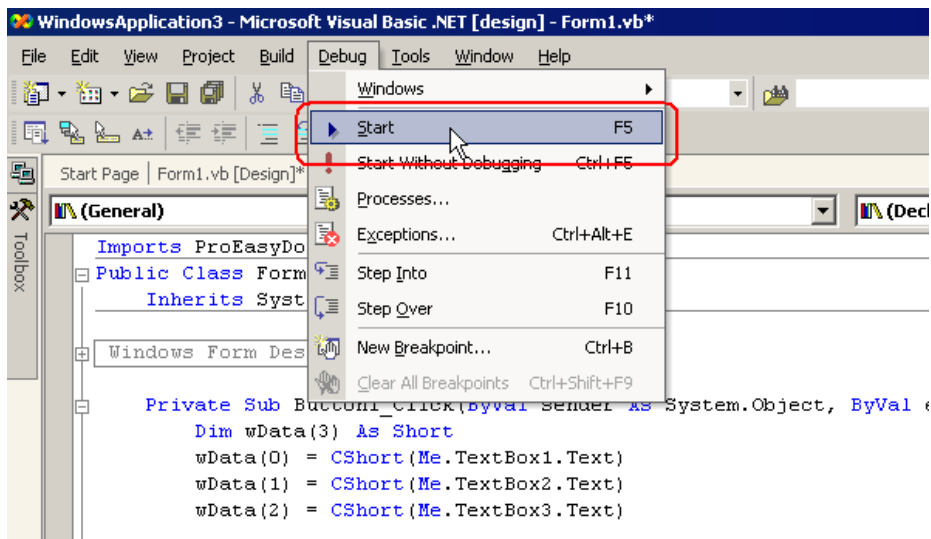 WindowsApplication3 - Microsoft Visual Basic .NET [design] - Form1.vb*
File Edit View Project Build Debug Tools Window Help
Windows
Start F5
Start Without Debugging Ctrl+F5
Start Page Form1.vb [Design]*
Processes...
(General) (Decl
Toolbox
Exceptions... Ctrl+Alt+E
Imports ProEasyDo
Public Class Form
Step Into F11
Inherits Syst
Step Over F10
Windows Form Des
New Breakpoint... Ctrl+B
Clear All Breakpoints Ctrl+Shift+F9
Private Sub Button1_Click(ByVal sender As System.Object, ByVal e
Dim wData(3) As Short
wData(0) = CShort(Me.TextBox1.Text)
wData(1) = CShort(Me.TextBox2.Text)
wData(2) = CShort(Me.TextBox3.Text)